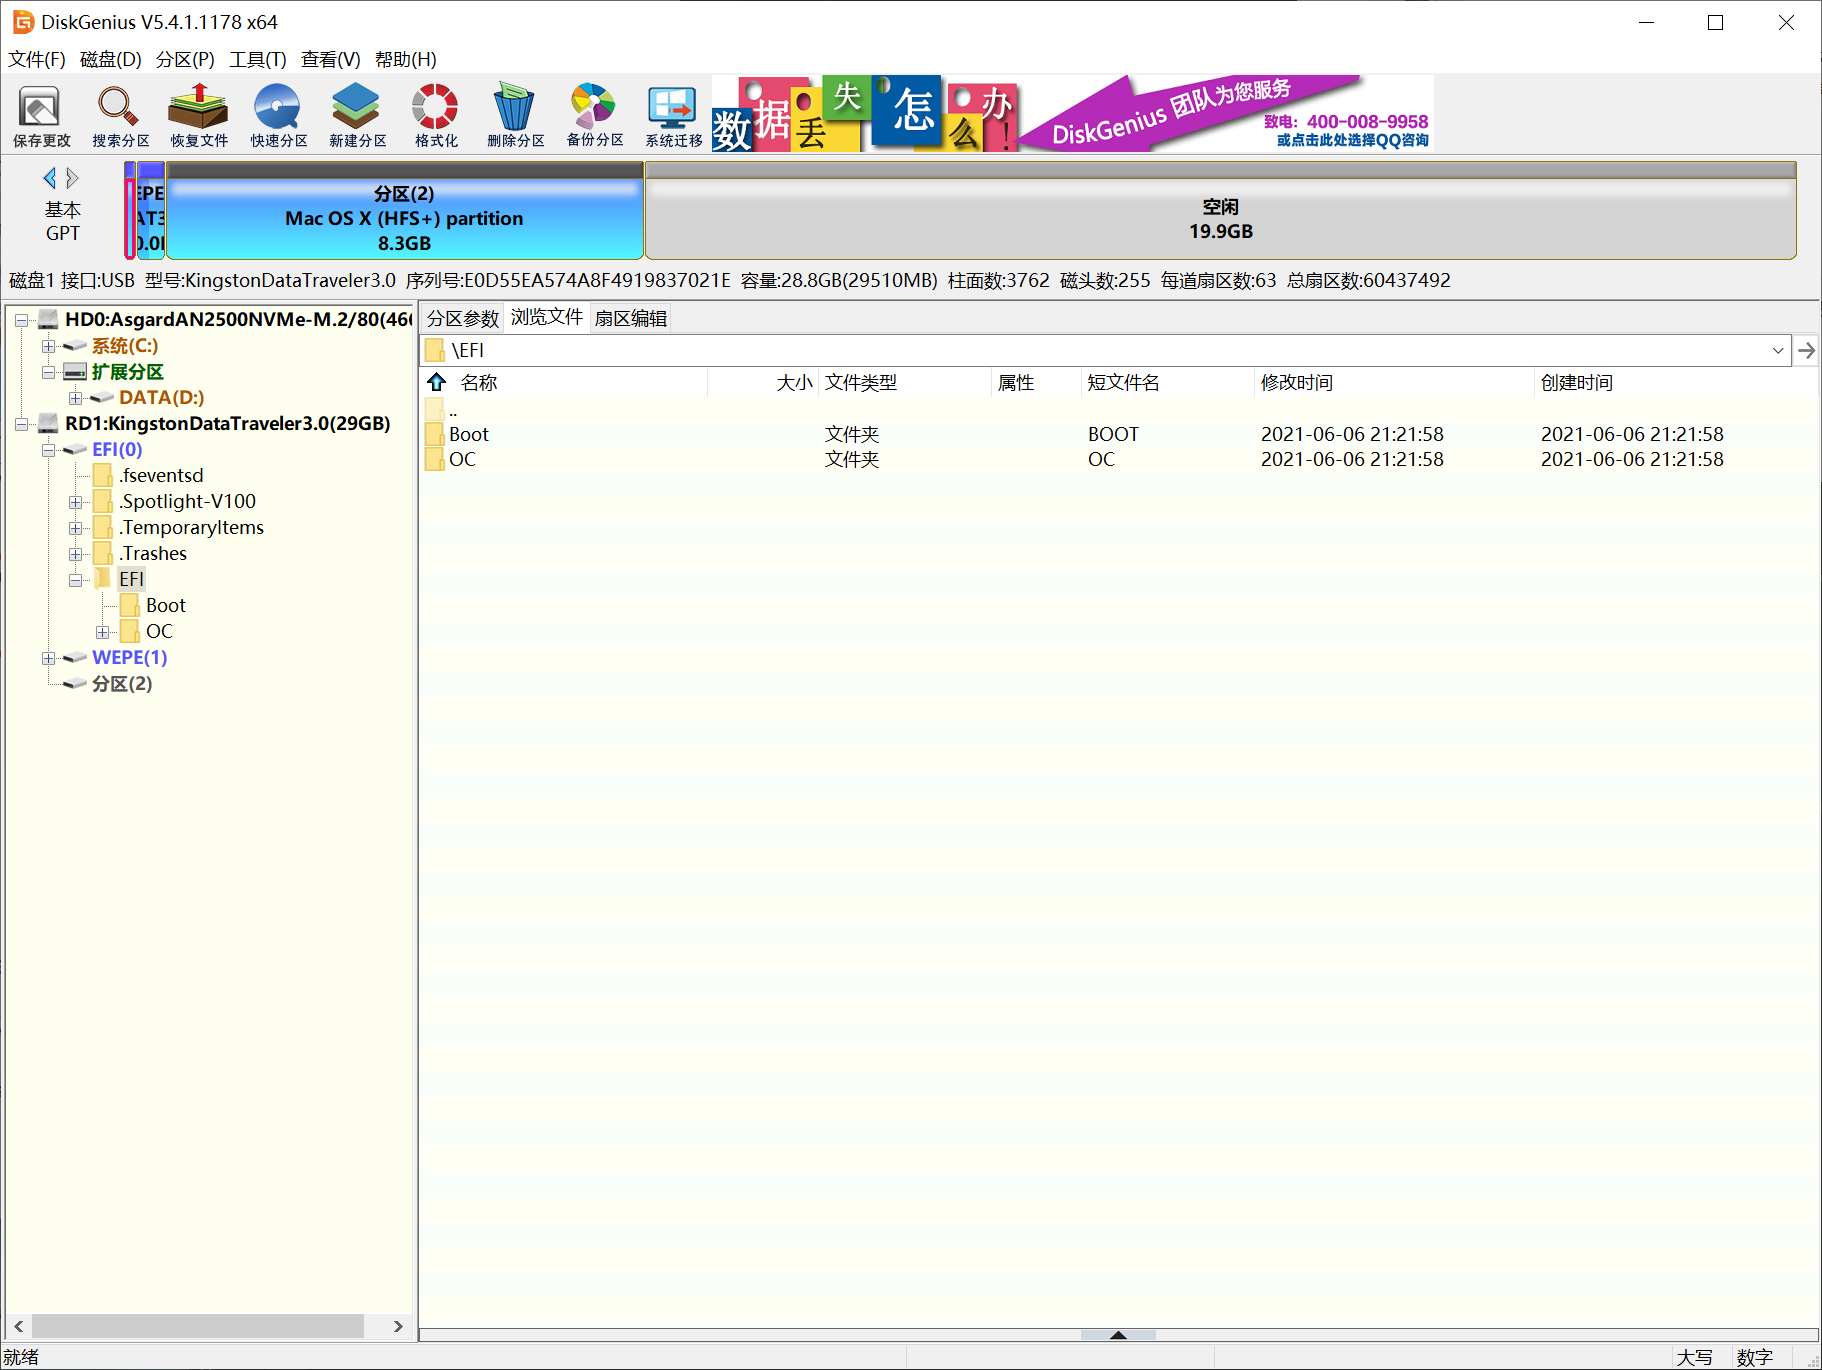 DiskGenius V5.4.1.1178 x64
文件(F) 磁盘(D) 分区(P) 工具(T) 查看(V) 帮助(H)
保存更改 搜索分区 恢复文件 快速分区 新建分区 格式化 删除分区 备份分区 系统迁移
数据丢失怎么办!
DiskGenius 团队为您服务
致电: 400-008-9958
或点击此处选择QQ咨询
基本
GPT
分区(2)
Mac OS X (HFS+) partition
8.3GB
空闲
19.9GB
磁盘1 接口:USB 型号:KingstonDataTraveler3.0 序列号:E0D55EA574A8F4919837021E 容量:28.8GB(29510MB) 柱面数:3762 磁头数:255 每道扇区数:63 总扇区数:60437492
HD0:AsgardAN2500NVMe-M.2/80(46
系统(C:)
扩展分区
DATA(D:)
RD1:KingstonDataTraveler3.0(29GB)
EFI(0)
.fseventsd
.Spotlight-V100
.TemporaryItems
.Trashes
EFI
Boot
OC
WEPE(1)
分区(2)
分区参数 浏览文件 扇区编辑
\EFI
名称 大小 文件类型 属性 短文件名 修改时间 创建时间
..
Boot 文件夹 BOOT 2021-06-06 21:21:58 2021-06-06 21:21:58
OC 文件夹 OC 2021-06-06 21:21:58 2021-06-06 21:21:58
就绪 大写 数字